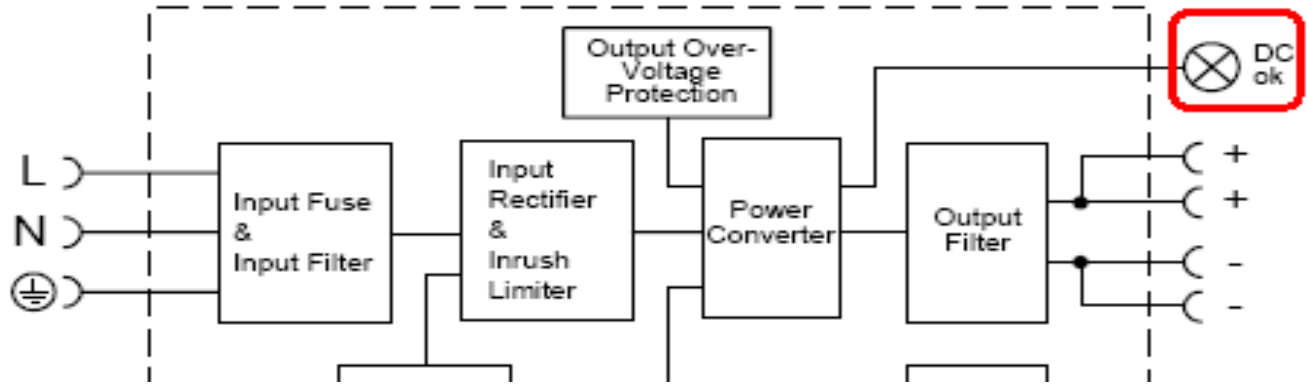 Output Over-
Voltage
Protection
DC
ok
L
N
Input Fuse
&
Input Filter
Input
Rectifier
&
Inrush
Limiter
Power
Converter
Output
Filter
+
+
-
-